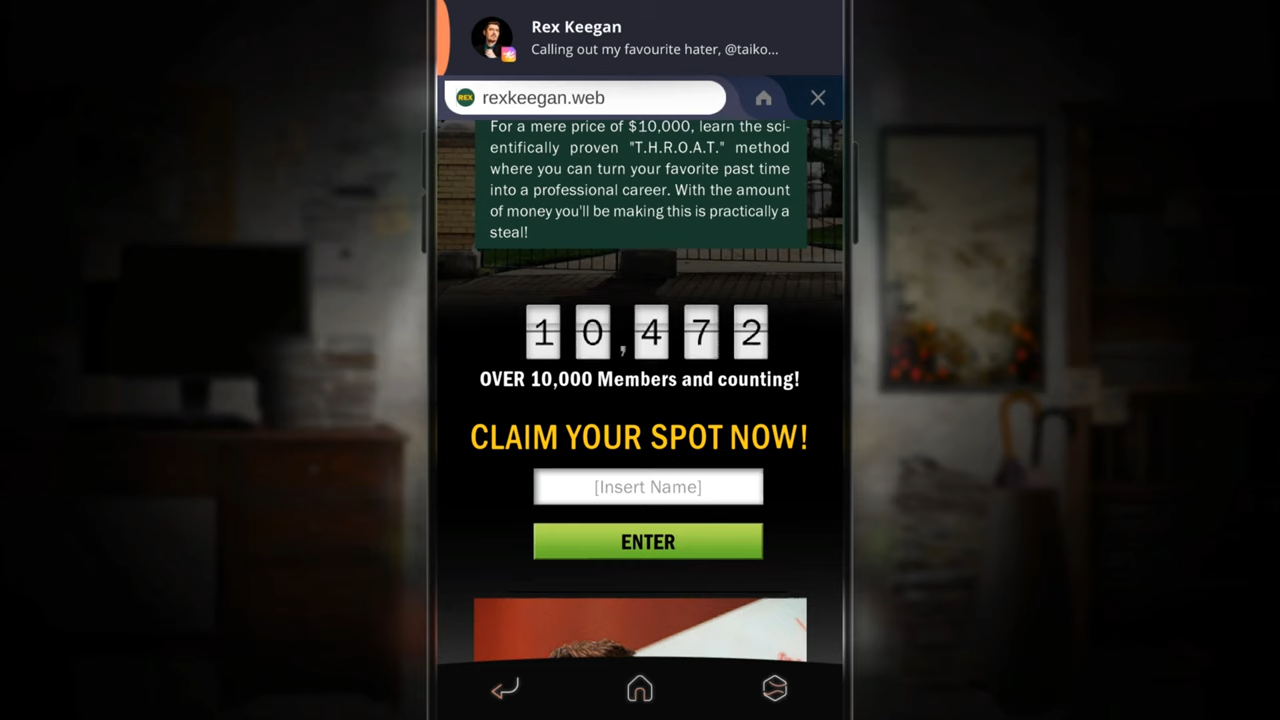 Rex Keegan
Calling out my favourite hater, @taiko...
REX
rexkeegan.web
For a mere price of $10,000, learn the sci-
entifically proven "T.H.R.O.A.T." method
where you can turn your favorite past time
into a professional career. With the amount
of money you'll be making this is practically a
steal!
10,472
OVER 10,000 Members and counting!
CLAIM YOUR SPOT NOW!
[Insert Name]
ENTER